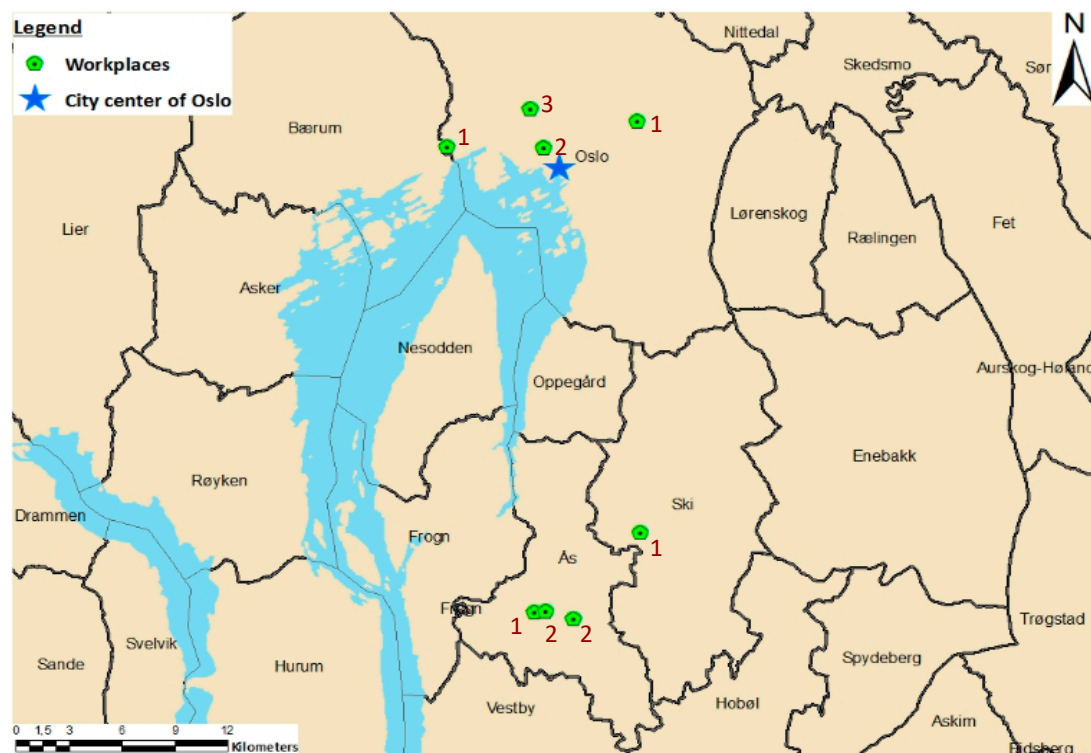 Legend
Workplaces
City center of Oslo
N
Nittedal
Skedsmo
Sør
3
1
Bærum
1
2
Oslo
Lørenskog
Fet
Lier
Rælingen
Asker
Nesodden
Oppegård
Aurskog-Høland
Enebakk
Røyken
Ski
Drammen
Frogn
1
Ås
Frogn
1
2
2
Trøgstad
Svelvik
Sande
Hurum
Spydeberg
Vestby
Hobøl
Askim
0 1.5 3 6 9 12
Kilometers